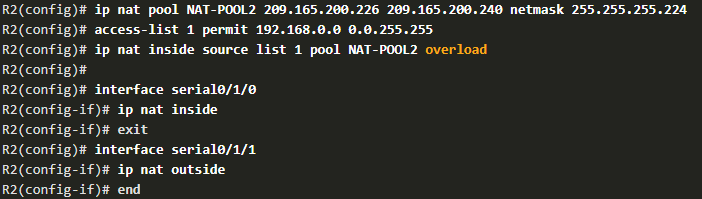 R2(config)# ip nat pool NAT-POOL2 209.165.200.226 209.165.200.240 netmask 255.255.255.224
R2(config)# access-list 1 permit 192.168.0.0 0.0.255.255
R2(config)# ip nat inside source list 1 pool NAT-POOL2 overload
R2(config)#
R2(config)# interface serial0/1/0
R2(config-if)# ip nat inside
R2(config-if)# exit
R2(config)# interface serial0/1/1
R2(config-if)# ip nat outside
R2(config-if)# end